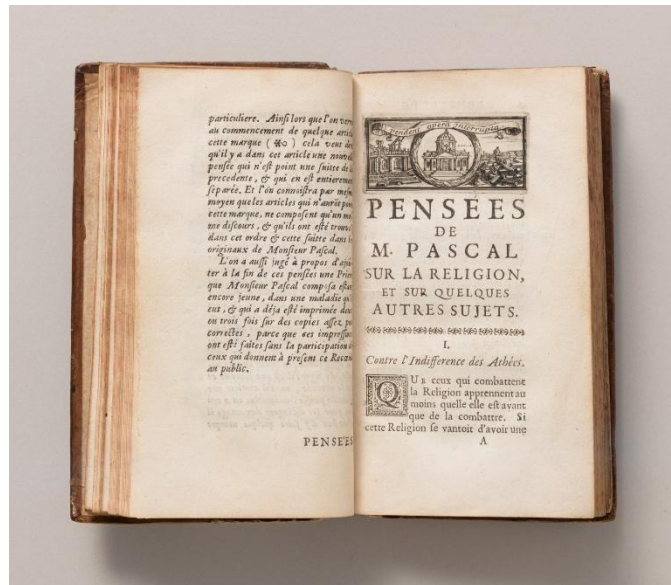 particuliere. Ainsi lors que l'on verra
au commencement de quelque article
cette marque ( ) cela veut dire
qu'il y a dans cet article une nouvelle
pensée qui n'est point une suite de la
precedente, & qui en est entierement
separée. Et l'on connoistra par mesme
moyen que les articles qui n'auront point
cette marque, ne composent qu'un mes-
me discours, & qu'ils ont esté trouvez
dans cet ordre & cette suitte dans les
originaux de Monsieur Pascal.
L'on a aussi jugé à propos d'ajoû-
ter à la fin de ces pensées une Priere
que Monsieur Pascal composa estant
encore jeune, dans une maladie qu'il
eut, & qui a déja esté imprimée deux
ou trois fois sur des copies assez peu
correctes, parce que ces impressions
ont esté faites sans la participation de
ceux qui donnent à present ce Recueil
au public.
PENSE'ES
Pendent opera interrupta
PENSEES
DE
M. PASCAL
SUR LA RELIGION,
ET SUR QUELQUES
AUTRES SUJETS.
I.
Contre l'Indifference des Athées.
QUE ceux qui combattent
la Religion apprennent au
moins quelle elle est avant
que de la combattre. Si
cette Religion se vantoit d'avoir une
A